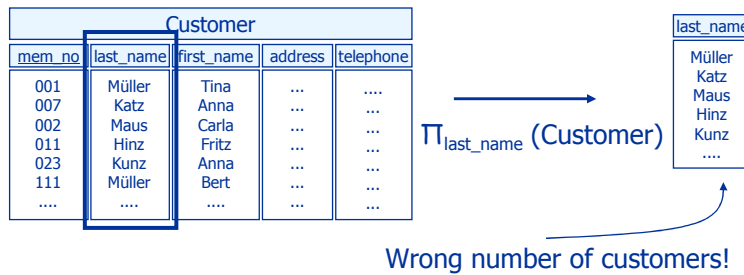 Customer
mem_no last_name first_name address telephone
001 Müller Tina ... ....
007 Katz Anna ... ...
002 Maus Carla ... ...
011 Hinz Fritz ... ...
023 Kunz Anna ... ...
111 Müller Bert ... ...
.... .... .... ... ...
π last_name (Customer)
last_name
Müller
Katz
Maus
Hinz
Kunz
....
Wrong number of customers!